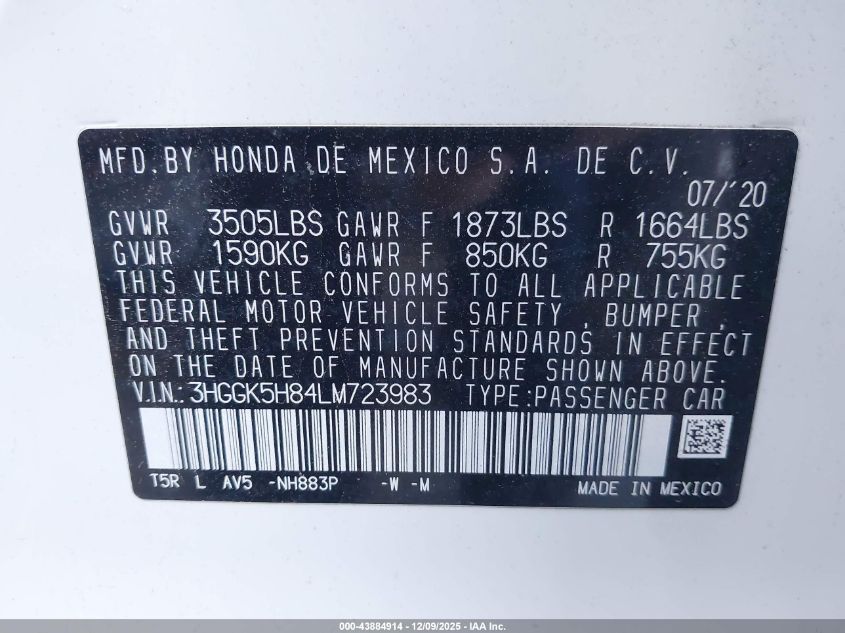 MFD.BY HONDA DE MEXICO S.A. DE C.V.
07/'20
GVWR 3505LBS GAWR F 1873LBS R 1664LBS
GVWR 1590KG GAWR F 850KG R 755KG
THIS VEHICLE CONFORMS TO ALL APPLICABLE
FEDERAL MOTOR VEHICLE SAFETY , BUMPER ,
AND THEFT PREVENTION STANDARDS IN EFFECT
ON THE DATE OF MANUFACTURE SHOWN ABOVE.
V.I.N.: 3HGGK5H84LM723983 TYPE:PASSENGER CAR
T5R L AV5 -NH883P -W -M
MADE IN MEXICO
000-43884914 - 12/09/2025 - IAA Inc.